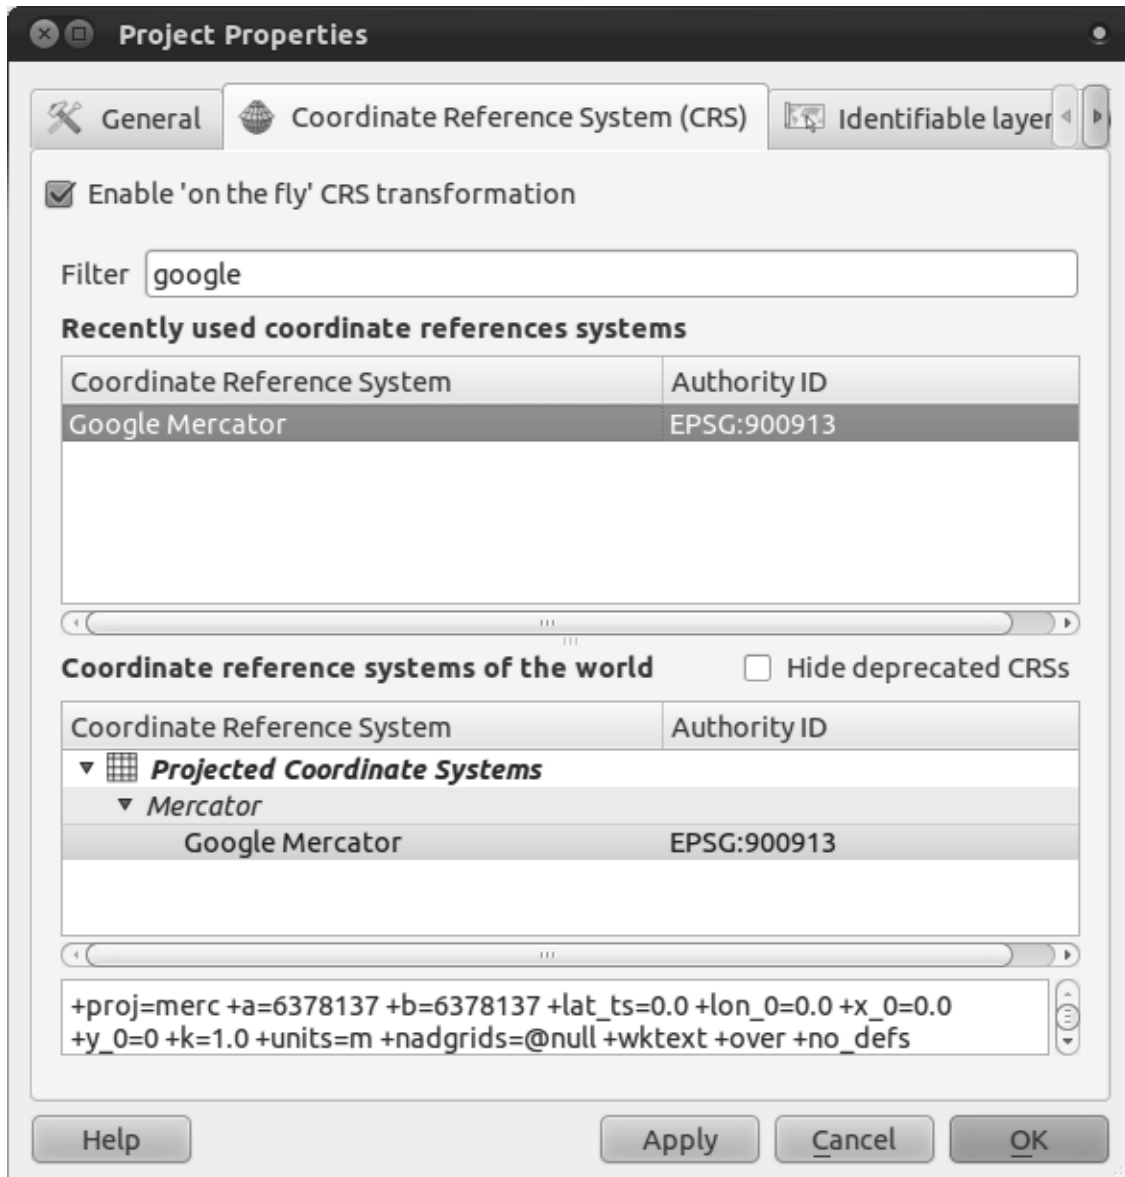 Project Properties
General
Coordinate Reference System (CRS)
Identifiable layer
Enable 'on the fly' CRS transformation
Filter google
Recently used coordinate references systems
Coordinate Reference System Authority ID
Google Mercator EPSG:900913
Coordinate reference systems of the world Hide deprecated CRSs
Coordinate Reference System Authority ID
Projected Coordinate Systems
Mercator
Google Mercator EPSG:900913
+proj=merc +a=6378137 +b=6378137 +lat_ts=0.0 +lon_0=0.0 +x_0=0.0
+y_0=0 +k=1.0 +units=m +nadgrids=@null +wktext +over +no_defs
Help Apply Cancel OK